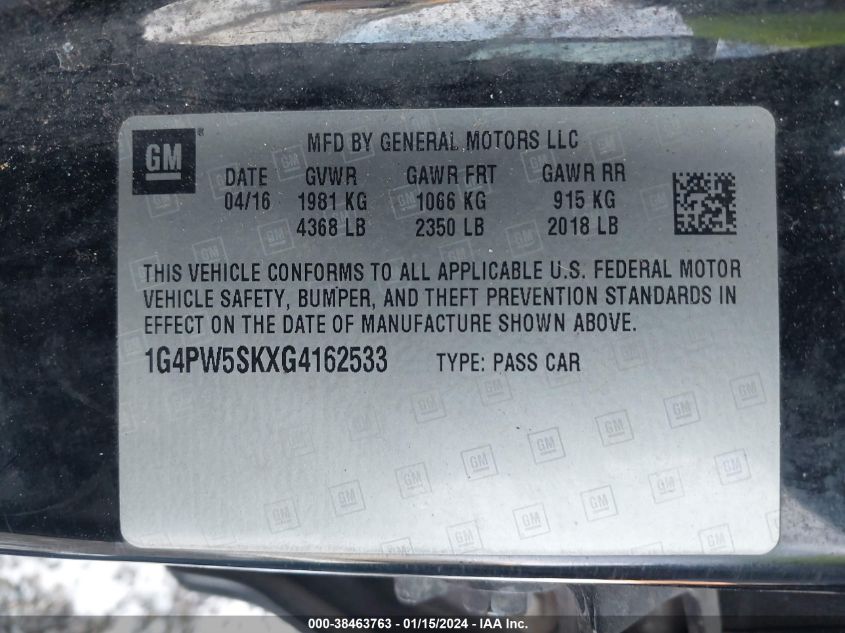 GM
MFD BY GENERAL MOTORS LLC
DATE GVWR GAWR FRT GAWR RR
04/16 1981 KG 1066 KG 915 KG
4368 LB 2350 LB 2018 LB
THIS VEHICLE CONFORMS TO ALL APPLICABLE U.S. FEDERAL MOTOR
VEHICLE SAFETY, BUMPER, AND THEFT PREVENTION STANDARDS IN
EFFECT ON THE DATE OF MANUFACTURE SHOWN ABOVE.
1G4PW5SKXG4162533 TYPE: PASS CAR
000-38463763 - 01/15/2024 - IAA Inc.